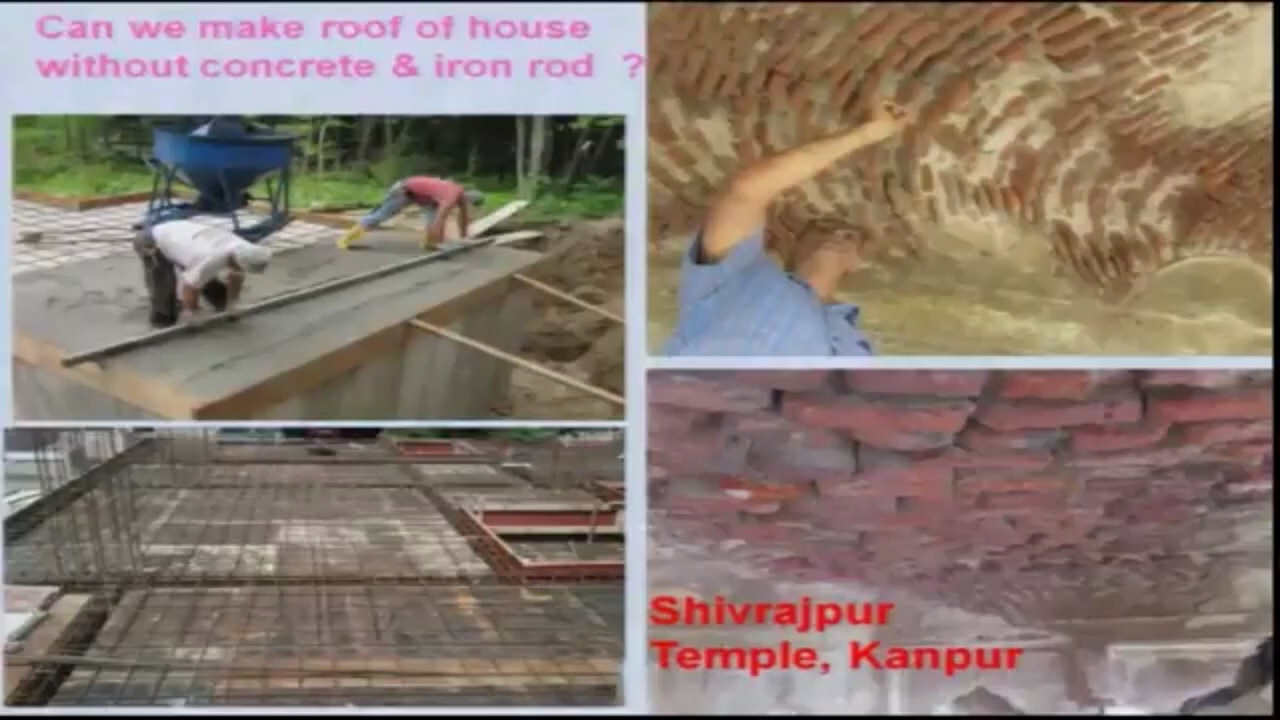 Can we make roof of house
without concrete & iron rod ?
Shivrajpur
Temple, Kanpur